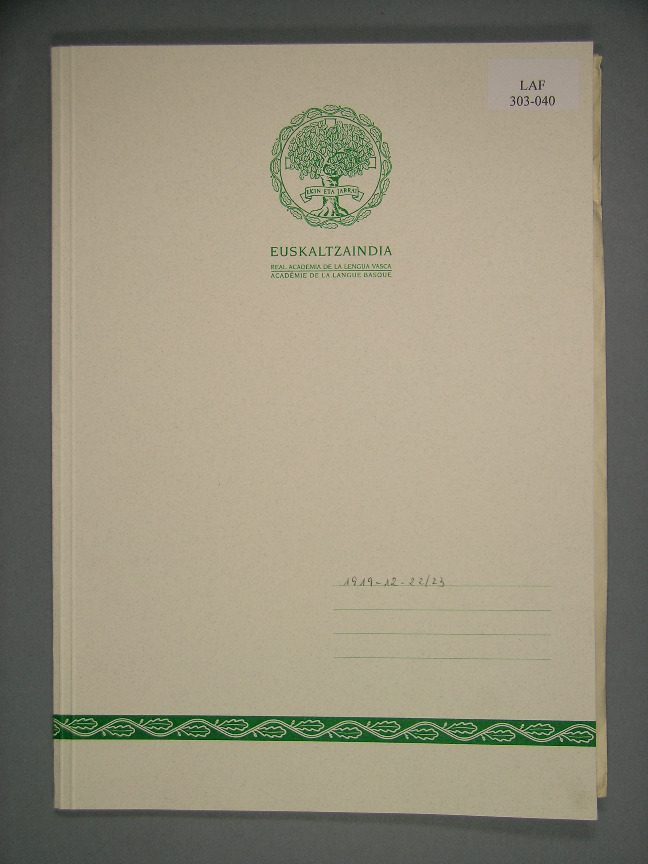 LAF
303-040
EKIN ETA JARRAI
EUSKALTZAINDIA
REAL ACADEMIA DE LA LENGUA VASCA
ACADÉMIE DE LA LANGUE BASQUE
1919-12-22/23